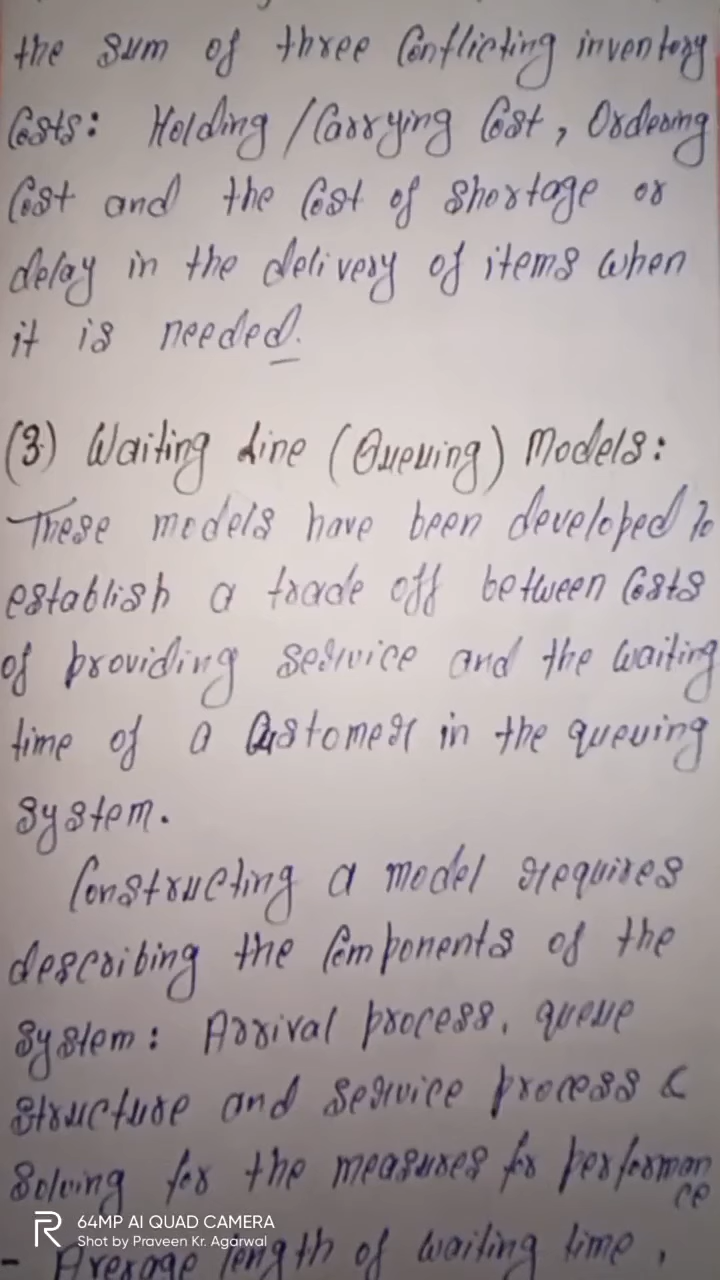 the sum of three Conflicting inventory
Costs: Holding / Carrying Cost, Ordering
Cost and the Cost of shortage or
delay in the delivery of items when
it is needed.
(3) Waiting Line (Queuing) Models:
These models have been developed to
establish a trade off between Costs
of providing service and the waiting
time of a Customer in the queuing
system.
Constructing a model requires
describing the Components of the
system: Arrival process, queue
structure and service process &
Solving for the measures for performan
ce
- Average length of waiting time,
64MP AI QUAD CAMERA
Shot by Praveen Kr. Agarwal